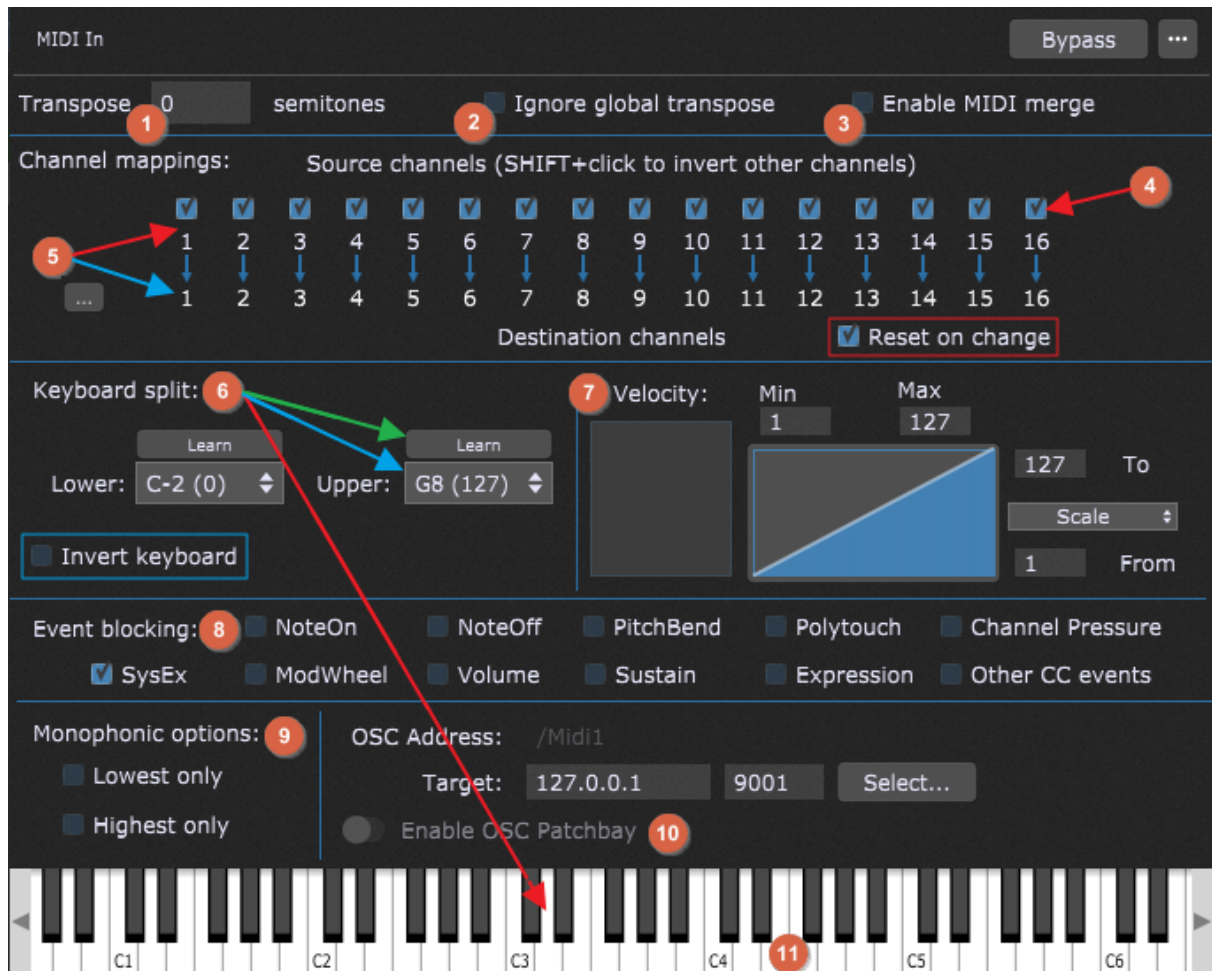 MIDI In Bypass ...
Transpose 0 semitones Ignore global transpose Enable MIDI merge
1 2 3
Channel mappings: Source channels (SHIFT+click to invert other channels)
4
1 2 3 4 5 6 7 8 9 10 11 12 13 14 15 16
5
... 1 2 3 4 5 6 7 8 9 10 11 12 13 14 15 16
Destination channels Reset on change
Keyboard split: 6 7 Velocity: Min Max
1 127
Learn Learn
Lower: C-2 (0) Upper: G8 (127) 127 To
Scale
Invert keyboard 1 From
Event blocking: 8 NoteOn NoteOff PitchBend Polytouch Channel Pressure
SysEx ModWheel Volume Sustain Expression Other CC events
Monophonic options: 9 OSC Address: /Midi1
Lowest only Target: 127.0.0.1 9001 Select...
Highest only Enable OSC Patchbay 10
C1 C2 C3 C4 11 C5 C6